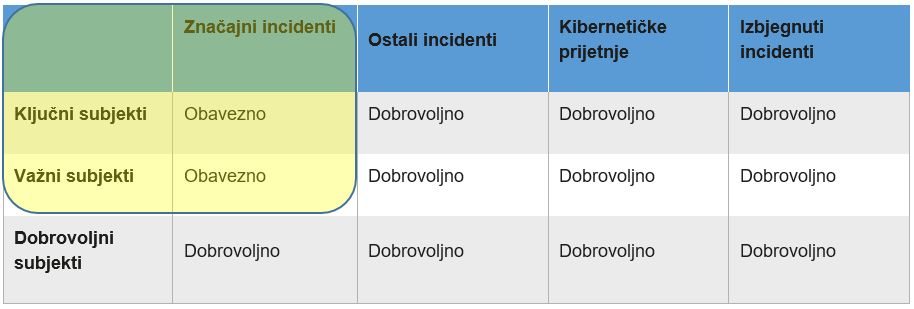 Značajni incidenti
Ostali incidenti
Kibernetičke
prijetnje
Izbjegnuti
incidenti
Ključni subjekti
Obavezno
Dobrovoljno
Dobrovoljno
Dobrovoljno
Važni subjekti
Obavezno
Dobrovoljno
Dobrovoljno
Dobrovoljno
Dobrovoljni
subjekti
Dobrovoljno
Dobrovoljno
Dobrovoljno
Dobrovoljno